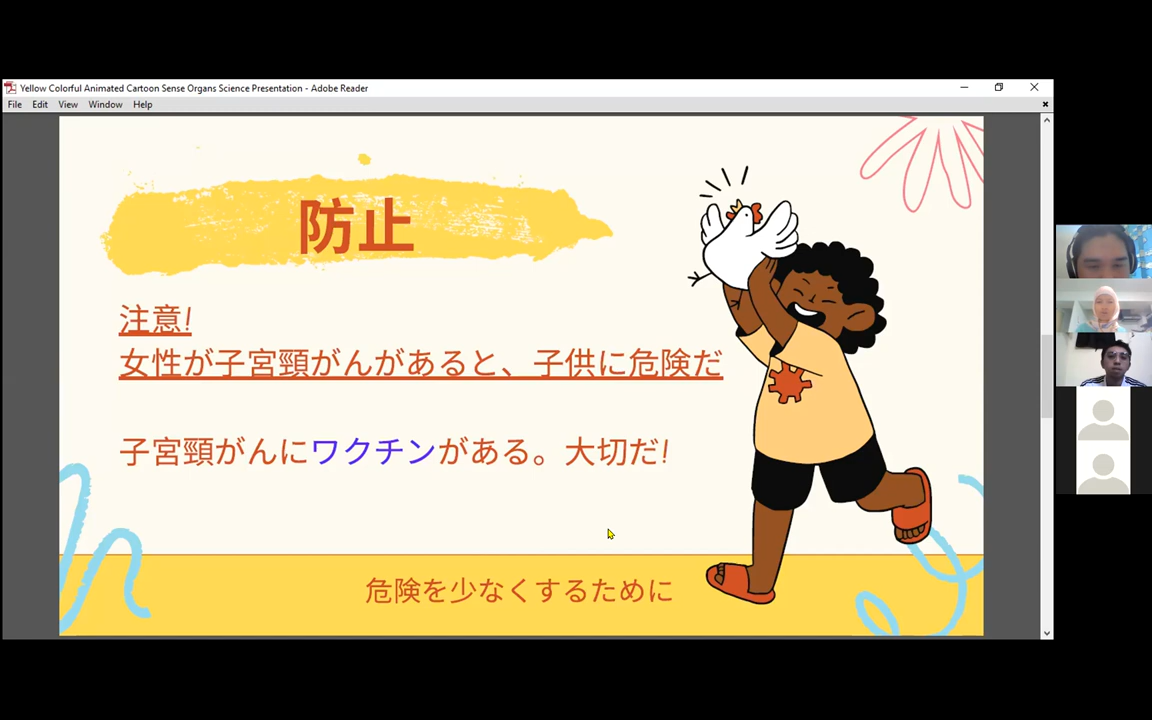 Yellow Colorful Animated Cartoon Sense Organs Science Presentation - Adobe Reader
File Edit View Window Help
防止
注意!
女性が子宮頸がんがあると、子供に危険だ
子宮頸がんにワクチンがある。大切だ!
危険を少なくするために